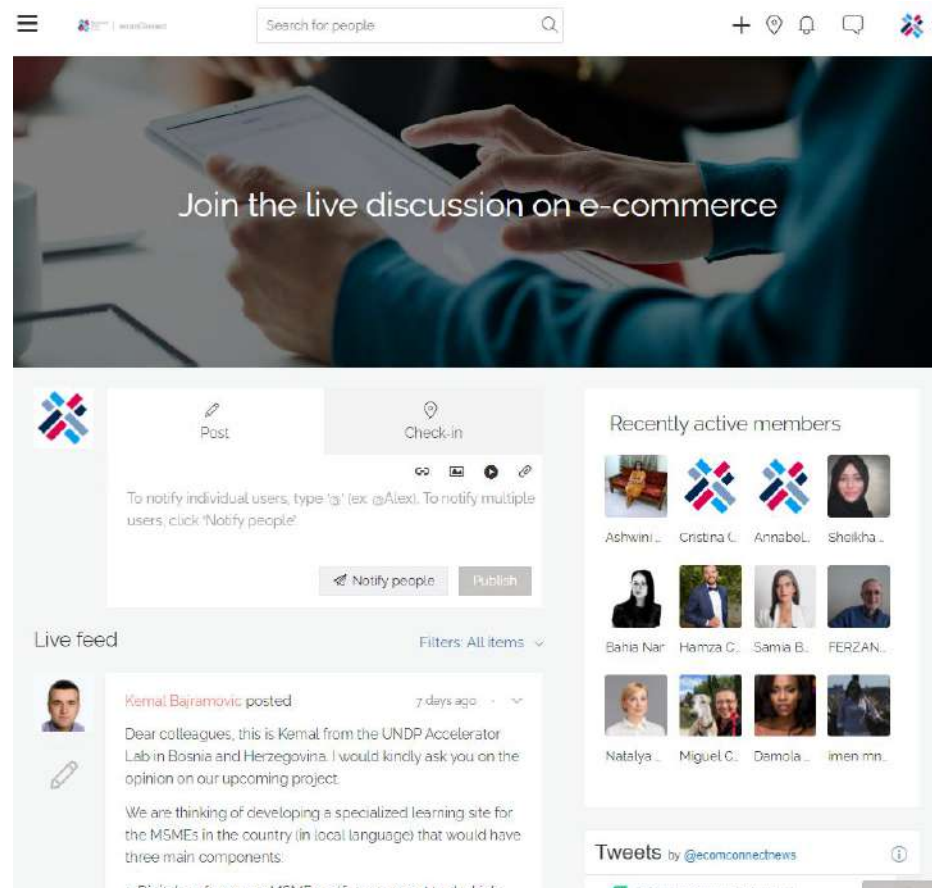 ecomConnect
Search for people
Join the live discussion on e-commerce
Post
Check-in
To notify individual users, type '@' (ex: @Alex). To notify multiple
users, click 'Notify people'.
Notify people
Publish
Live feed
Filters: All items
Kemal Bajramovic posted
7 days ago
Dear colleagues, this is Kemal from the UNDP Accelerator
Lab in Bosnia and Herzegovina. I would kindly ask you on the
opinion on our upcoming project.
We are thinking of developing a specialized learning site for
the MSMEs in the country (in local language) that would have
three main components:
Recently active members
Ashwini ..
Cristina C..
Annabel..
Sheikha ..
Bahia Nar
Hamza C..
Samia B..
FERZAN..
Natalya ..
Miguel C..
Damola ..
imen mn..
Tweets by @ecomconnectnews